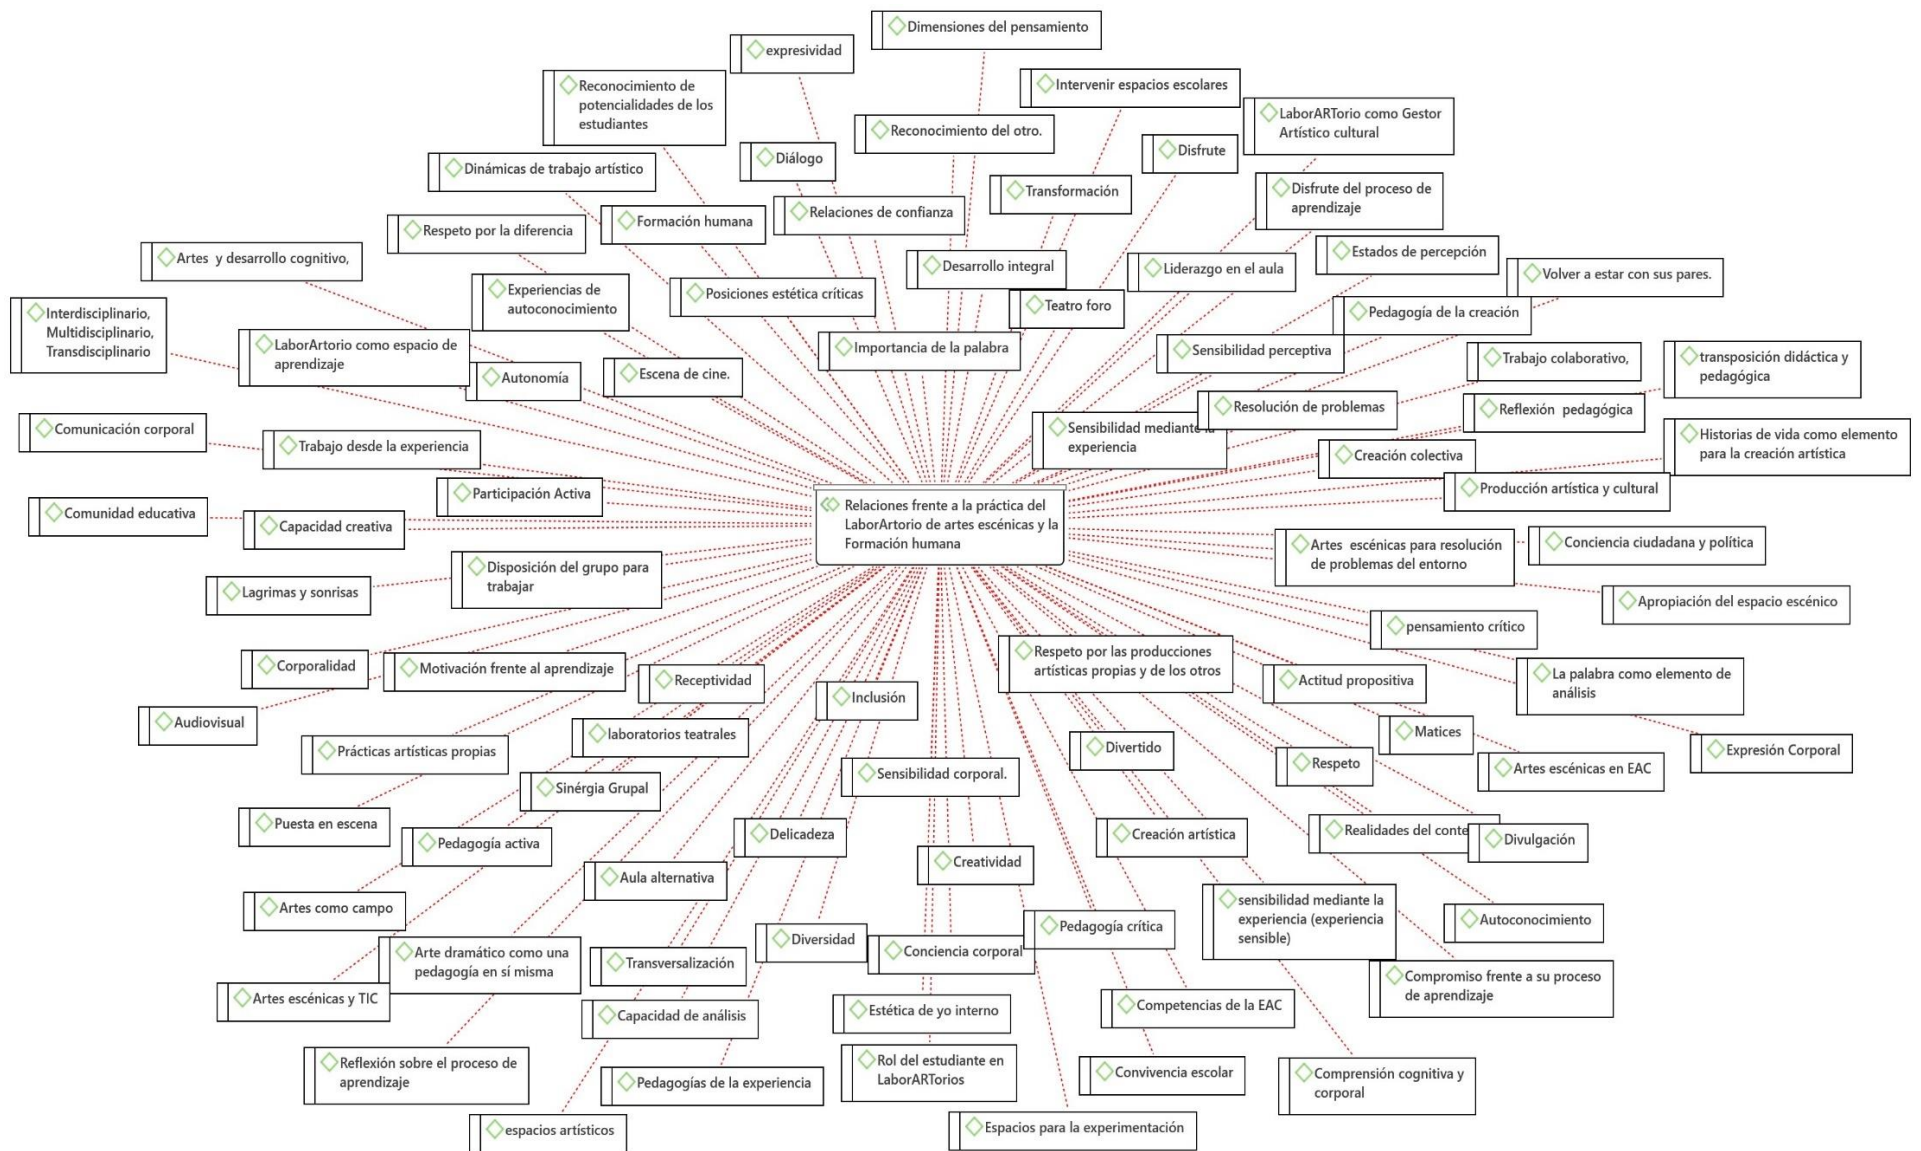 Dimensiones del pensamiento
expresividad
Reconocimiento de
potencialidades de los
estudiantes
Intervenir espacios escolares
LaborARTorio como Gestor
Artístico cultural
Reconocimiento del otro.
Disfrute
Diálogo
Dinámicas de trabajo artístico
Transformación
Disfrute del proceso de
aprendizaje
Relaciones de confianza
Formación humana
Respeto por la diferencia
Artes y desarrollo cognitivo,
Estados de percepción
Desarrollo integral
Liderazgo en el aula
Volver a estar con sus pares.
Experiencias de
autoconocimiento
Posiciones estética críticas
Teatro foro
Pedagogía de la creación
Interdisciplinario,
Multidisciplinario,
Transdisciplinario
LaborArtorio como espacio de
aprendizaje
Importancia de la palabra
Sensibilidad perceptiva
Trabajo colaborativo,
transposición didáctica y
pedagógica
Autonomía
Escena de cine.
Resolución de problemas
Reflexión pedagógica
Comunicación corporal
Trabajo desde la experiencia
Sensibilidad mediante la
experiencia
Creación colectiva
Historias de vida como elemento
para la creación artística
Participación Activa
Producción artística y cultural
Comunidad educativa
Capacidad creativa
Relaciones frente a la práctica del
LaborArtorio de artes escénicas y la
Formación humana
Artes escénicas para resolución
de problemas del entorno
Conciencia ciudadana y política
Disposición del grupo para
trabajar
Lagrimas y sonrisas
Apropiación del espacio escénico
pensamiento crítico
Corporalidad
Motivación frente al aprendizaje
Receptividad
Respeto por las producciones
artísticas propias y de los otros
Actitud propositiva
La palabra como elemento de
análisis
Inclusión
Audiovisual
laboratorios teatrales
Matices
Prácticas artísticas propias
Divertido
Respeto
Artes escénicas en EAC
Expresión Corporal
Sinérgia Grupal
Sensibilidad corporal.
Puesta en escena
Pedagogía activa
Delicadeza
Creación artística
Realidades del conte
Divulgación
Aula alternativa
Creatividad
Artes como campo
sensibilidad mediante la
experiencia (experiencia
sensible)
Autoconocimiento
Arte dramático como una
pedagogía en sí misma
Transversalización
Diversidad
Conciencia corporal
Pedagogía crítica
Compromiso frente a su proceso
de aprendizaje
Artes escénicas y TIC
Capacidad de análisis
Estética de yo interno
Competencias de la EAC
Reflexión sobre el proceso de
aprendizaje
Pedagogías de la experiencia
Rol del estudiante en
LaborARTorios
Convivencia escolar
Comprensión cognitiva y
corporal
espacios artísticos
Espacios para la experimentación